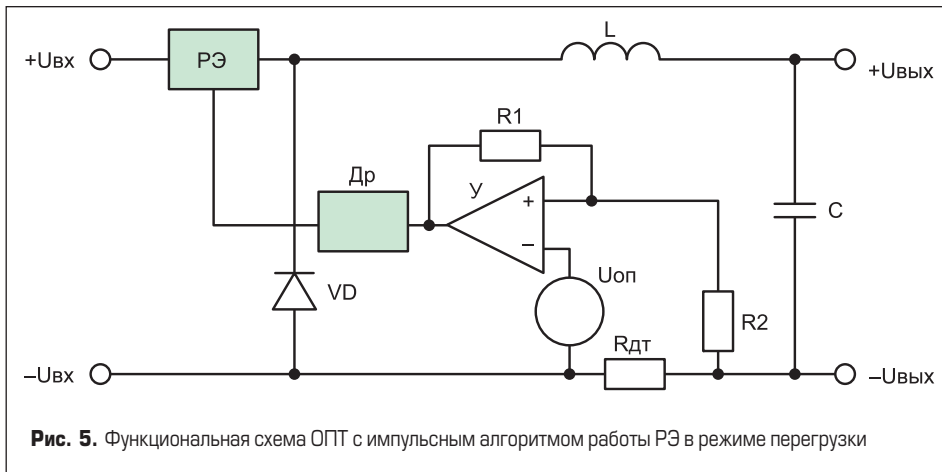 L
+Uвх
РЭ
+Uвых
R1
Др
У
+
–
C
Uоп
VD
R2
Rдт
–Uвх
–Uвых
Рис. 5. Функциональная схема ОПТ с импульсным алгоритмом работы РЭ в режиме перегрузки